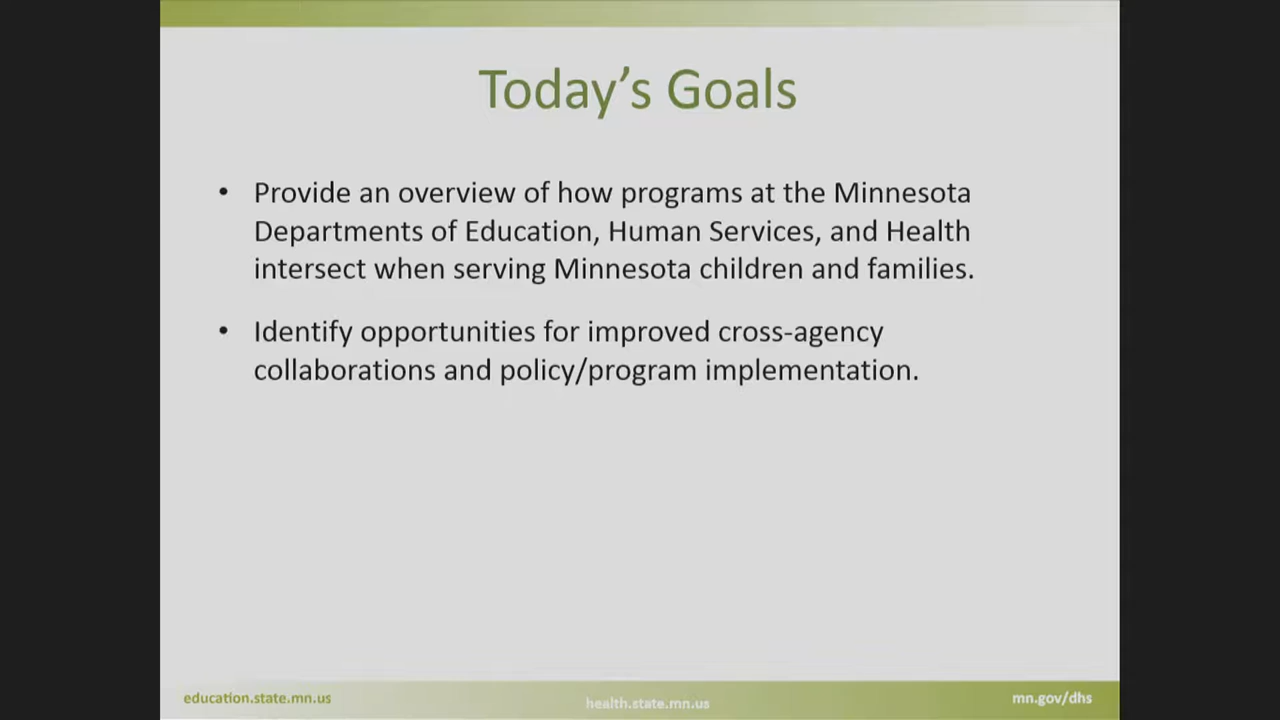 Today's Goals
• Provide an overview of how programs at the Minnesota
Departments of Education, Human Services, and Health
intersect when serving Minnesota children and families.
• Identify opportunities for improved cross-agency
collaborations and policy/program implementation.
education.state.mn.us
health.state.mn.us
mn.gov/dhs